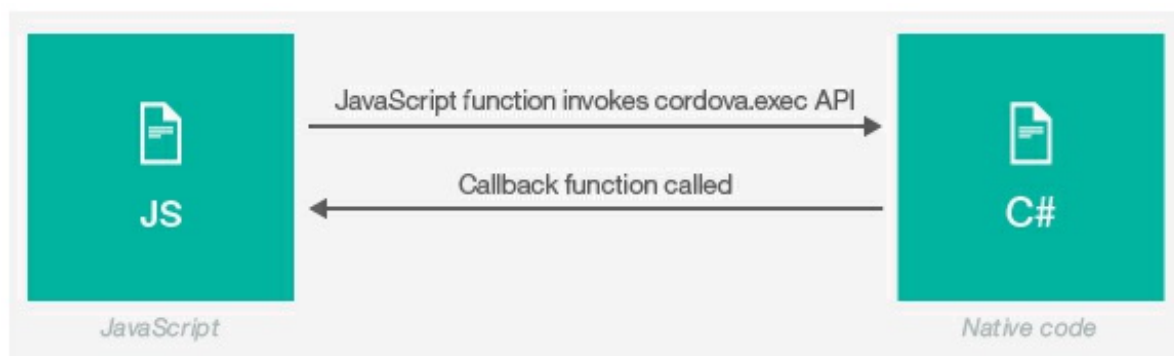 JavaScript function invokes cordova.exec API
Callback function called
JS
C#
JavaScript
Native code